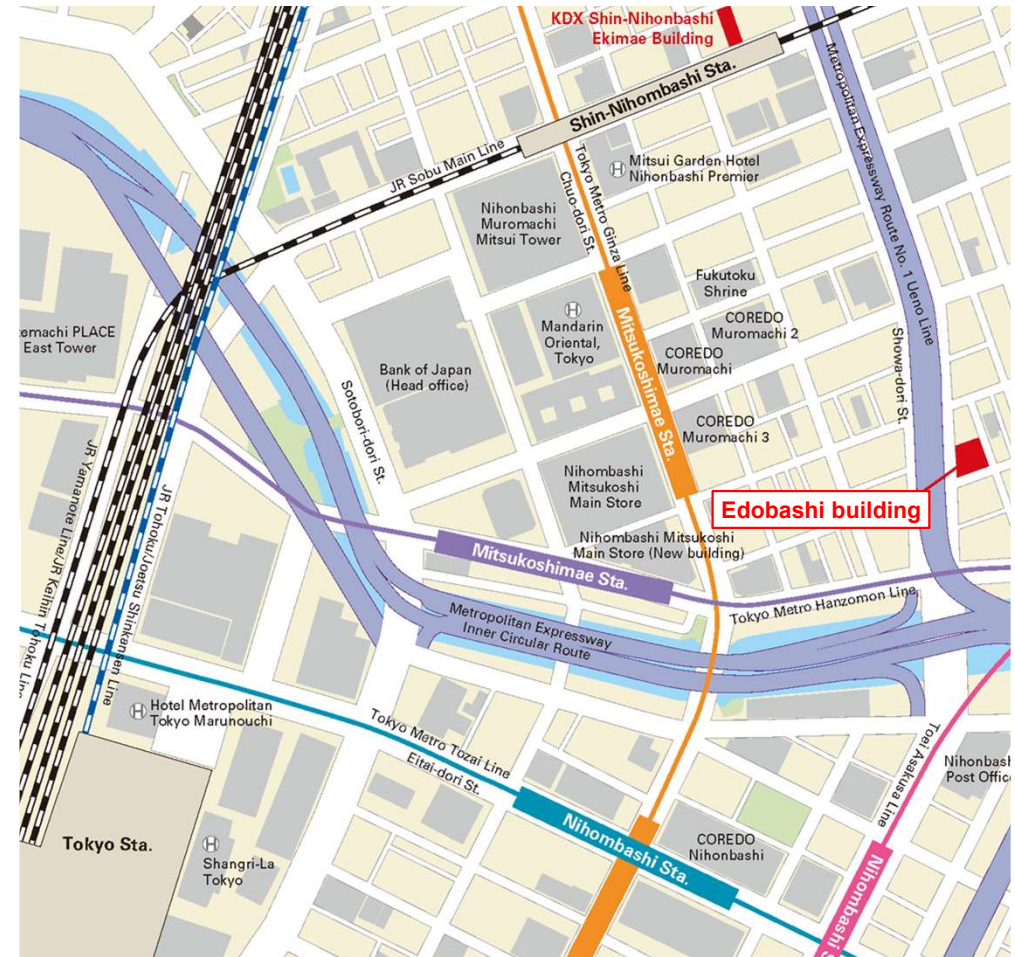 KDX Shin-Nihonbashi
Ekimae Building
Shin-Nihombashi Sta.
JR Sobu Main Line
Metropolitan Expressway Route No. 1 Ueno Line
Mitsui Garden Hotel
Nihonbashi Premier
Tokyo Metro Ginza Line
Chuo-dori St.
Nihonbashi
Muromachi
Mitsui Tower
Fukutoku
Shrine
Mandarin
Oriental,
Tokyo
COREDO
Muromachi 2
COREDO
Muromachi
Mitsukoshimae Sta.
Showa-dori St.
temachi PLACE
East Tower
Bank of Japan
(Head office)
Sotobori-dori St.
COREDO
Muromachi 3
Nihombashi
Mitsukoshi
Main Store
Edobashi building
Nihombashi Mitsukoshi
Main Store (New building)
Mitsukoshimae Sta.
Tokyo Metro Hanzomon Line
Metropolitan Expressway
Inner Circular Route
JR Yamanote Line/JR Keihin Tohoku Line
JR Tohoku/Joetsu Shinkansen Line
Hotel Metropolitan
Tokyo Marunouchi
Tokyo Metro Tozai Line
Eitai-dori St.
Toei Asakusa Line
Nihonbash
Post Offic
Tokyo Sta.
Shangri-La
Tokyo
Nihombashi Sta.
COREDO
Nihonbashi
Nihombashi S